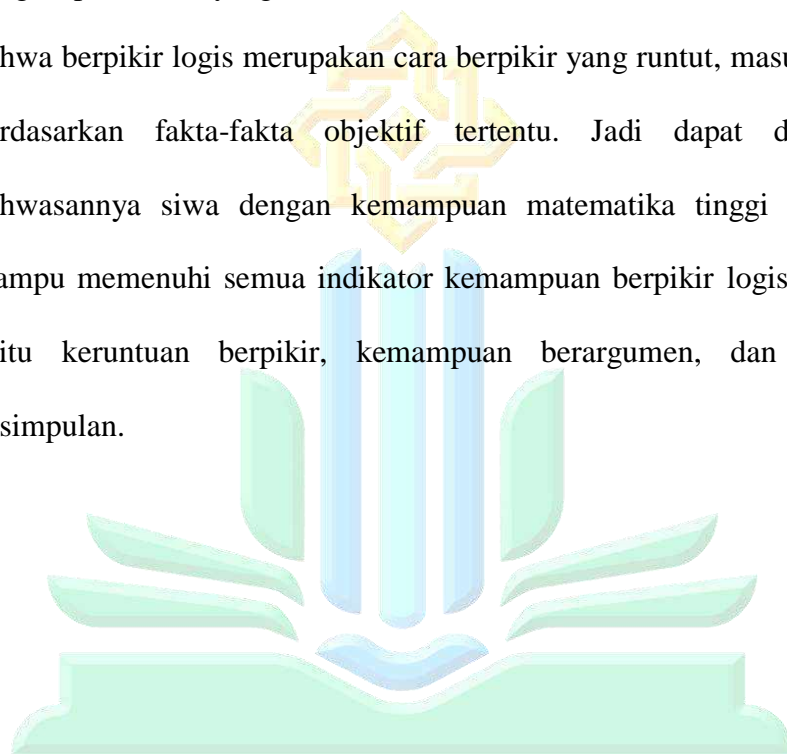 hwa berpikir logis merupakan cara berpikir yang runtut, masu
rdasarkan fakta-fakta objektif tertentu. Jadi dapat d
hwasannya siwa dengan kemampuan matematika tinggi
ampu memenuhi semua indikator kemampuan berpikir logis
itu keruntuan berpikir, kemampuan berargumen, dan
simpulan.